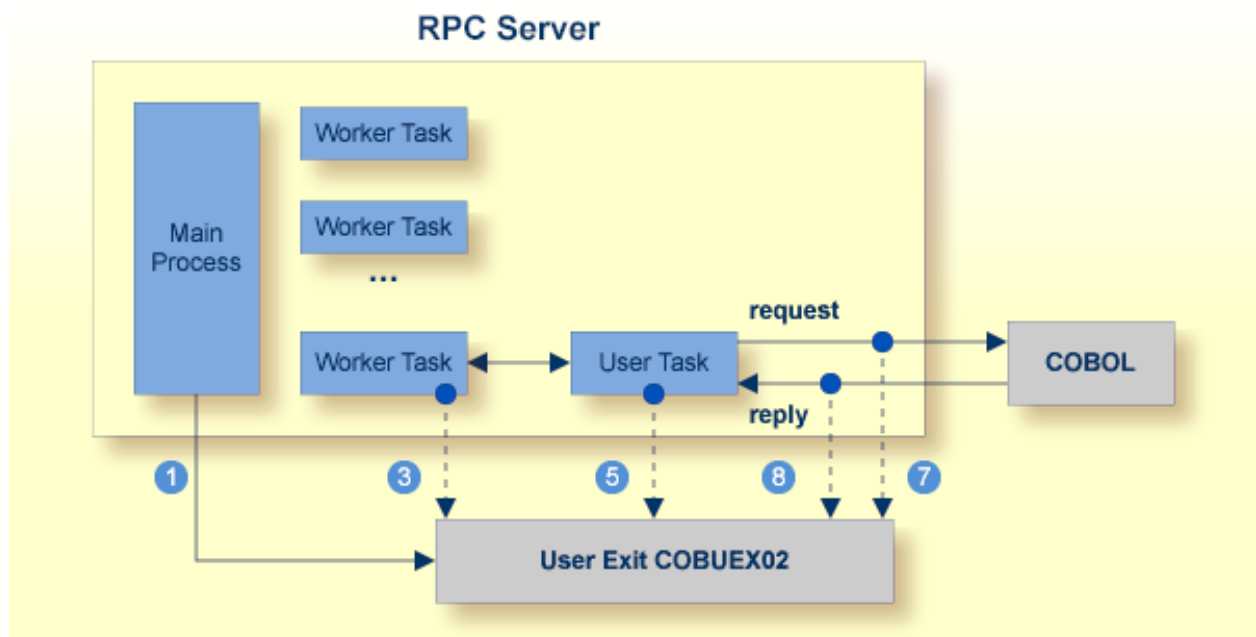 RPC Server
Worker Task
Worker Task
...
Main
Process
request
Worker Task
User Task
COBOL
reply
1
3
5
8
7
User Exit COBUEX02